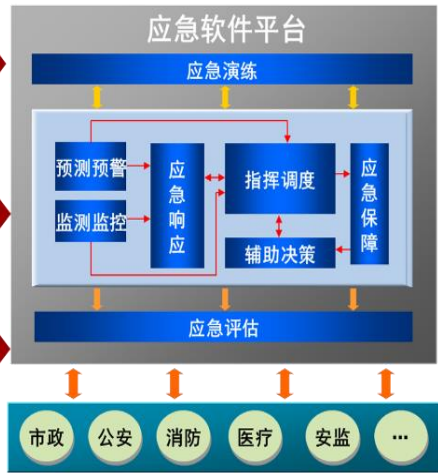 应急软件平台
应急演练
预测预警
监测监控
应急响应
指挥调度
辅助决策
应急保障
应急评估
市政
公安
消防
医疗
安监
...